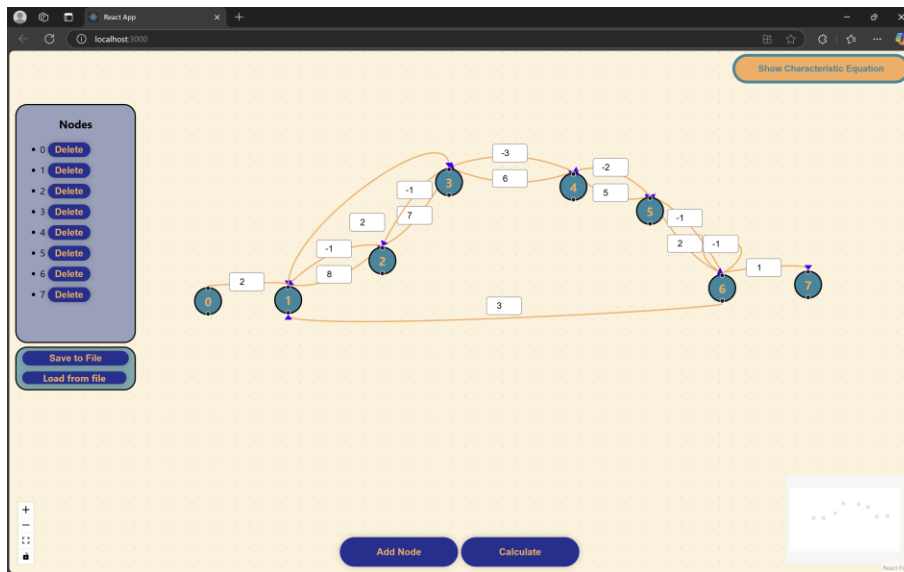 React App
localhost:3000
Show Characteristic Equation
Nodes
0 Delete
1 Delete
2 Delete
3 Delete
4 Delete
5 Delete
6 Delete
7 Delete
Save to File
Load from file
-3
3
6
4
-2
5
5
-1
7
2
-1
2
8
-1
2
-1
2
0
1
6
1
7
3
Add Node
Calculate